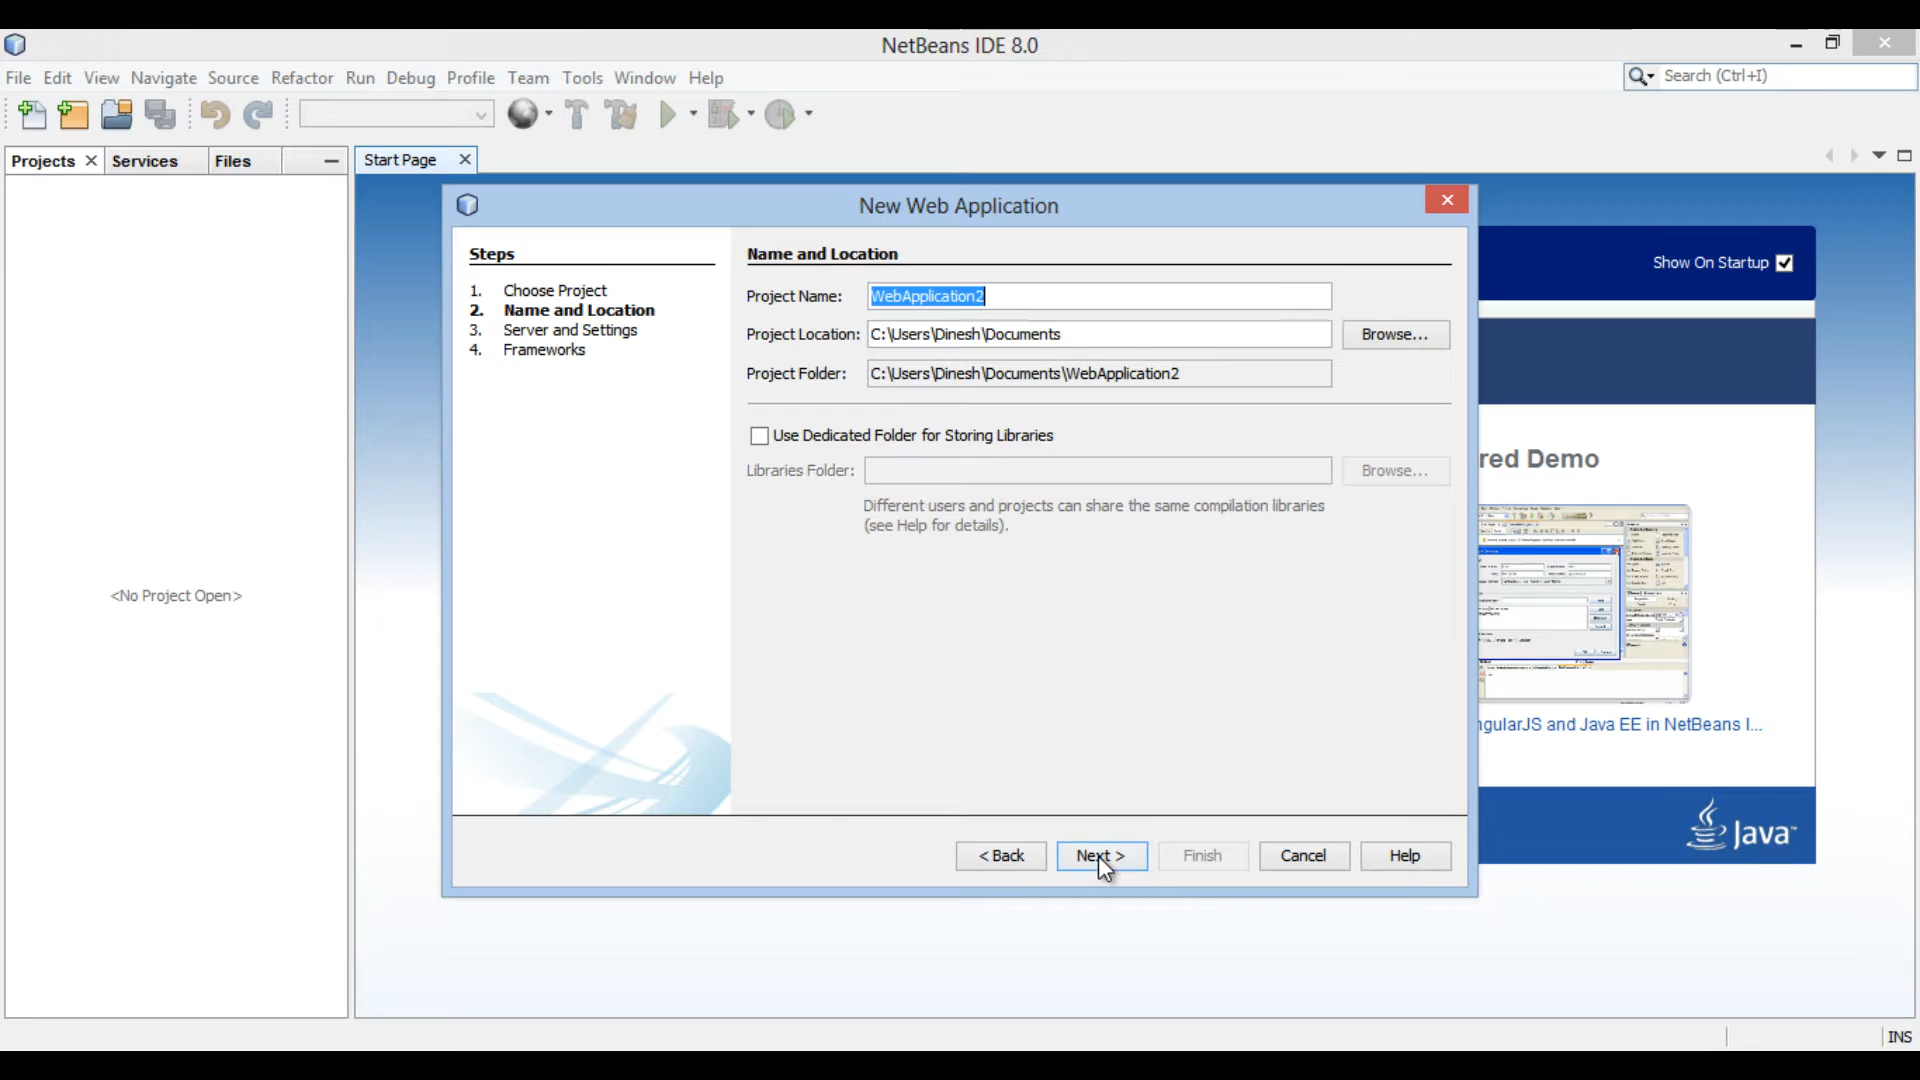 NetBeans IDE 8.0
File Edit View Navigate Source Refactor Run Debug Profile Team Tools Window Help
Search (Ctrl+I)
Projects Services Files
Start Page
New Web Application
Show On Startup
Steps
1. Choose Project
2. Name and Location
3. Server and Settings
4. Frameworks
Name and Location
Project Name: WebApplication2
Project Location: C:\Users\Dinesh\Documents Browse...
Project Folder: C:\Users\Dinesh\Documents\WebApplication2
Use Dedicated Folder for Storing Libraries
Libraries Folder: Browse...
Different users and projects can share the same compilation libraries
(see Help for details).
red Demo
<No Project Open>
ngularJS and Java EE in NetBeans I...
Java™
< Back Next > Finish Cancel Help
INS